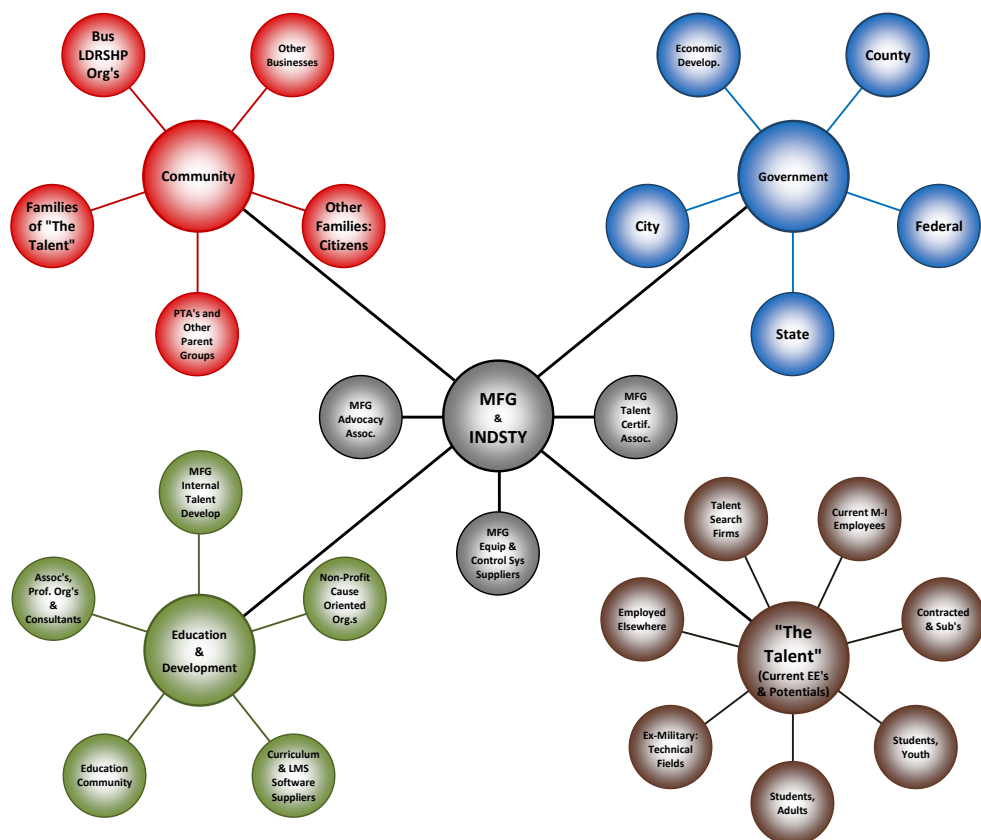 Bus
LDRSHP
Org's
Other
Businesses
Community
Families
of "The
Talent"
Other
Families:
Citizens
PTA's and
Other
Parent
Groups
Economic
Develop.
County
Government
City
Federal
State
MFG
&
INDSTY
MFG
Advocacy
Assoc.
MFG
Talent
Certif.
Assoc.
MFG
Equip &
Control Sys
Suppliers
MFG
Internal
Talent
Develop
Assoc's,
Prof. Org's
&
Consultants
Non-Profit
Cause
Oriented
Org.s
Education
&
Development
Education
Community
Curriculum
& LMS
Software
Suppliers
Talent
Search
Firms
Current M-I
Employees
Employed
Elsewhere
Contracted
& Sub's
"The
Talent"
(Current EE's
& Potentials)
Ex-Military:
Technical
Fields
Students,
Youth
Students,
Adults